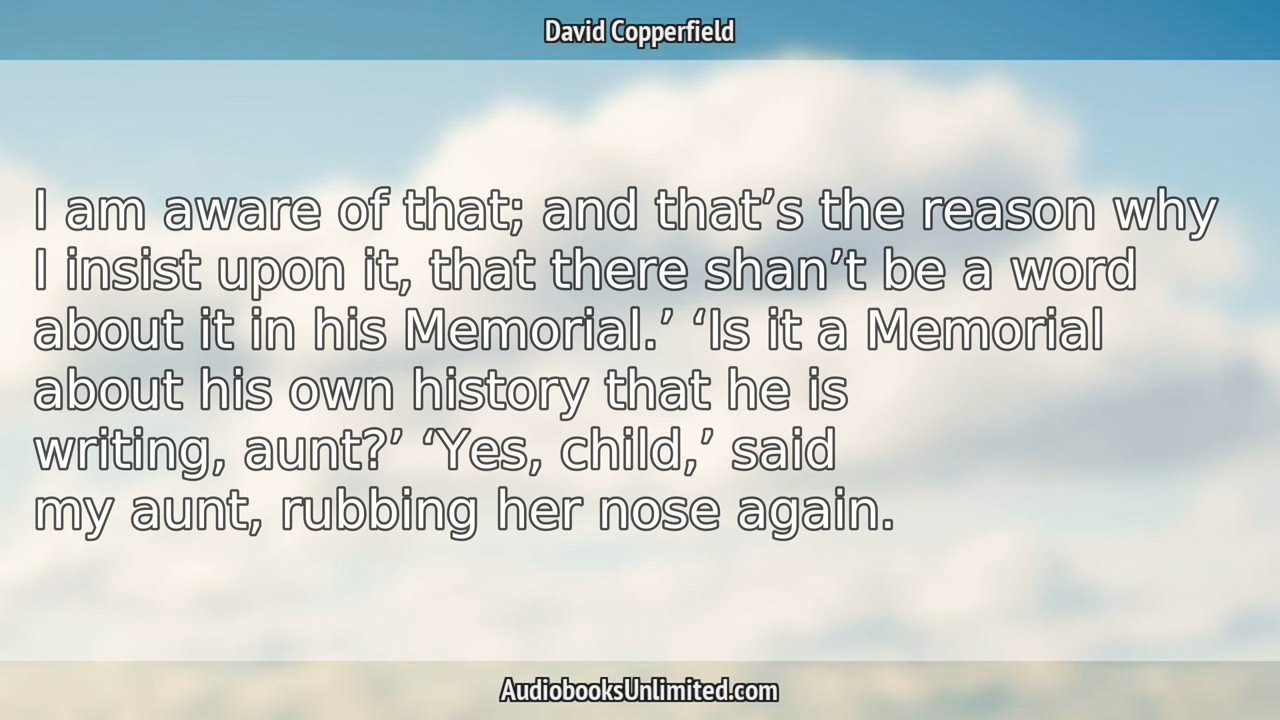 David Copperfield
I am aware of that; and that’s the reason why
I insist upon it, that there shan’t be a word
about it in his Memorial.’ ‘Is it a Memorial
about his own history that he is
writing, aunt?’ ‘Yes, child,’ said
my aunt, rubbing her nose again.
AudiobooksUnlimited.com